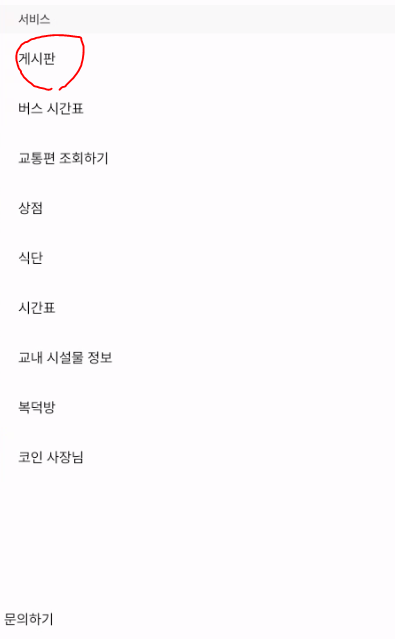 서비스
게시판
버스 시간표
교통편 조회하기
상점
식단
시간표
교내 시설물 정보
복덕방
코인 사장님
문의하기